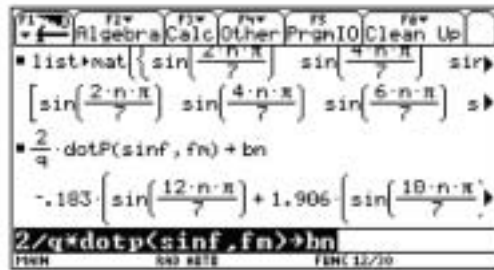 F1 F2 Algebra F3 Calc F4 Other F5 PrgmIO F6 Clean Up
▪ list▸mat({sin(2·n·π/7) sin(4·n·π/7) sin▸
[sin(2·n·π/7) sin(4·n·π/7) sin(6·n·π/7) s▸
▪ 2/q · dotP(sinf, fm) → bn
-.183·(sin(12·n·π/7) + 1.906·(sin(10·n·π/7)▸
2/q*dotp(sinf,fm)→bn
MAIN RAD AUTO FUNC 12/30